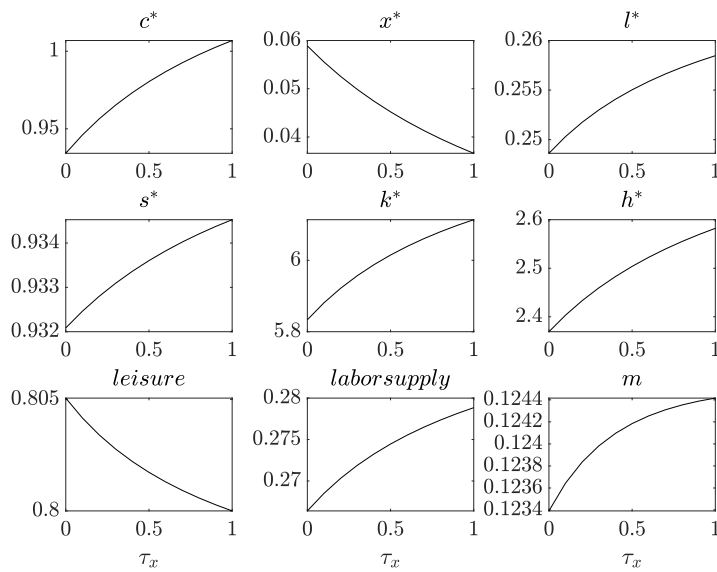 c* x* l*
1 0.95 0 0.5 1
0.06 0.05 0.04 0 0.5 1
0.26 0.255 0.25 0 0.5 1
s* k* h*
0.934 0.933 0.932 0 0.5 1
6 5.8 0 0.5 1
2.6 2.5 2.4 0 0.5 1
leisure laborsupply m
0.805 0.8 0 0.5 1
0.28 0.275 0.27 0 0.5 1
0.1244 0.1242 0.124 0.1238 0.1236 0.1234 0 0.5 1
τx τx τx